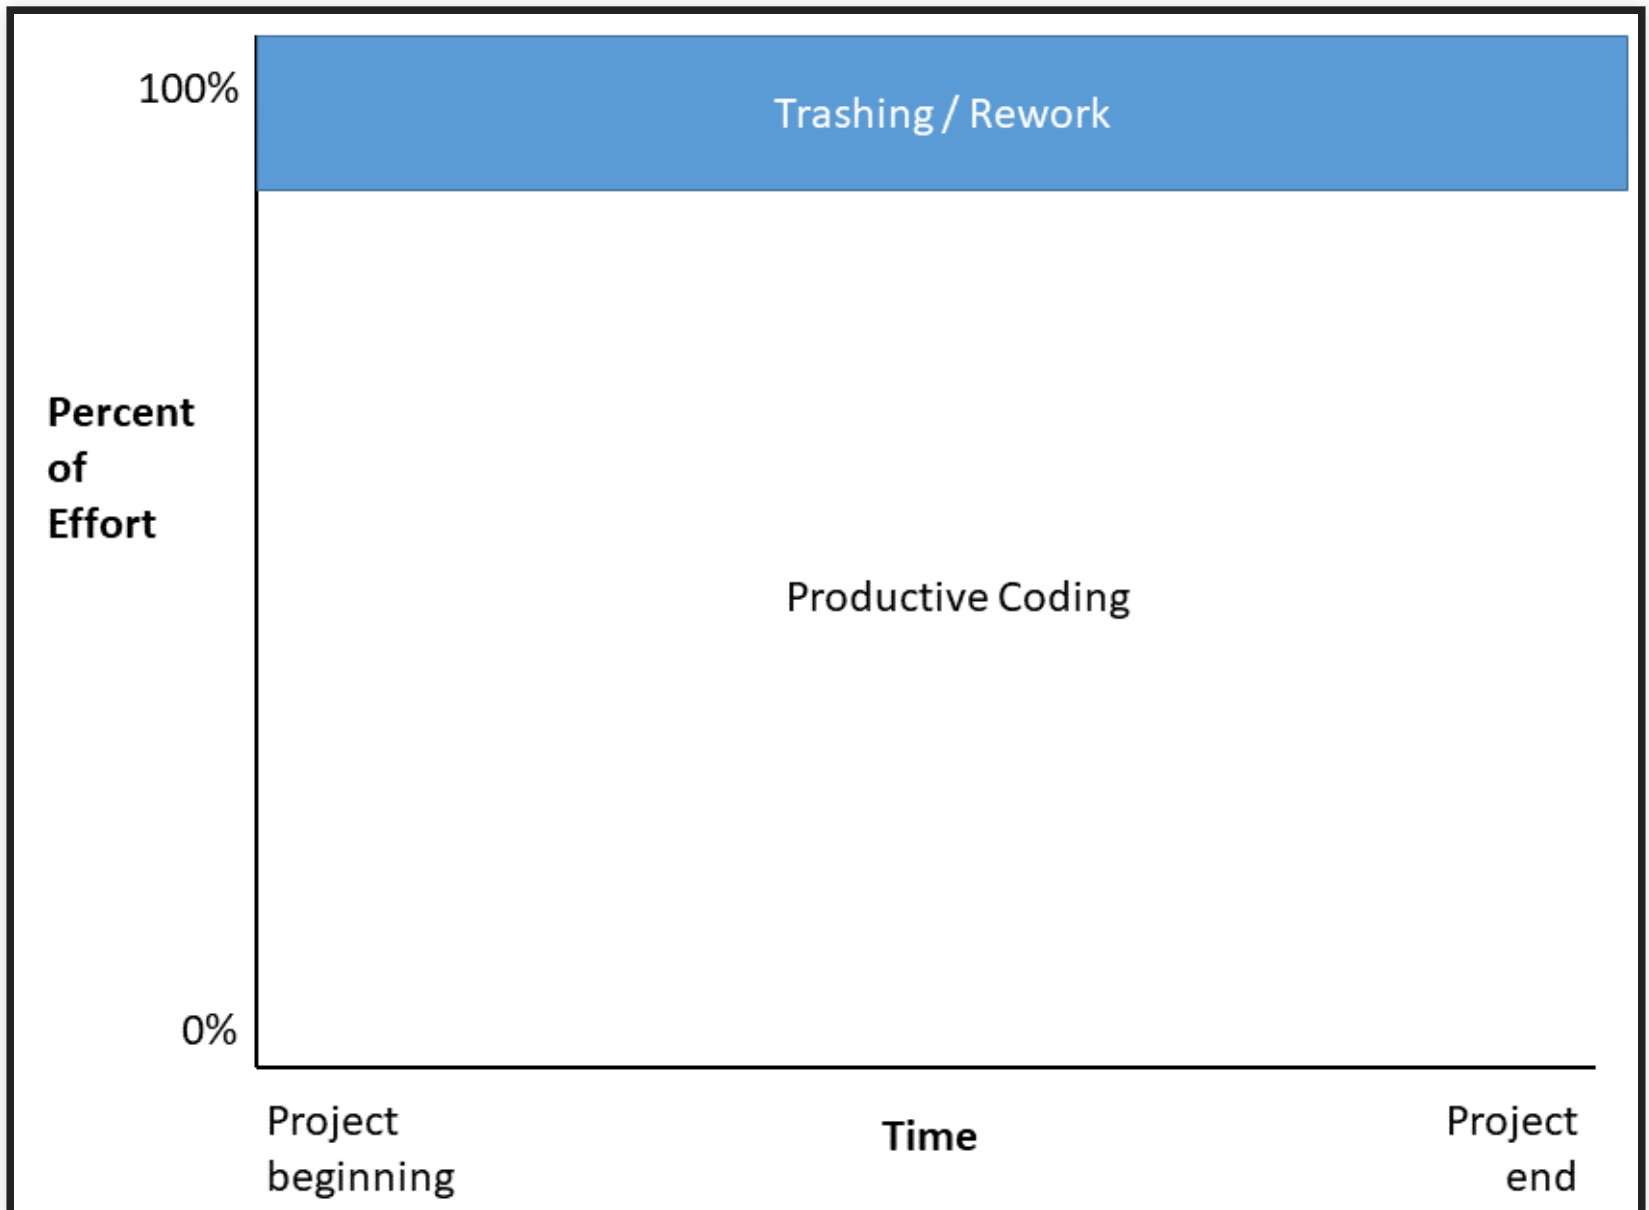 100%
Trashing / Rework
Percent
of
Effort
Productive Coding
0%
Project
beginning
Time
Project
end